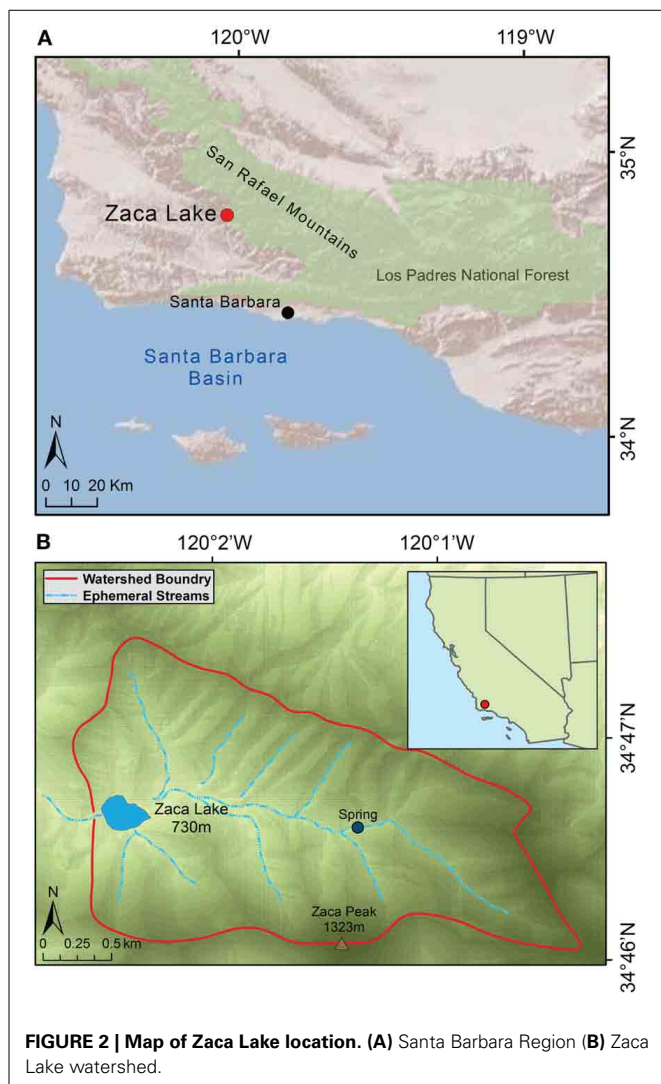 A
120°W
119°W
35°N
San Rafael Mountains
Zaca Lake
Los Padres National Forest
Santa Barbara
Santa Barbara
Basin
34°N
N
0 10 20 Km
B
120°2'W
120°1'W
Watershed Boundry
Ephemeral Streams
34°47'N
Zaca Lake
730m
Spring
Zaca Peak
1323m
N
0 0.25 0.5 km
34°46'N
FIGURE 2 | Map of Zaca Lake location. (A) Santa Barbara Region (B) Zaca
Lake watershed.